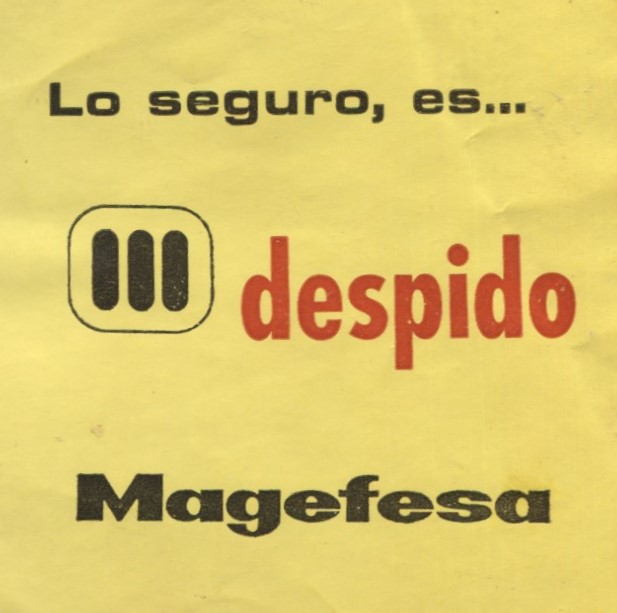 Lo seguro, es...
despido
Magefesa